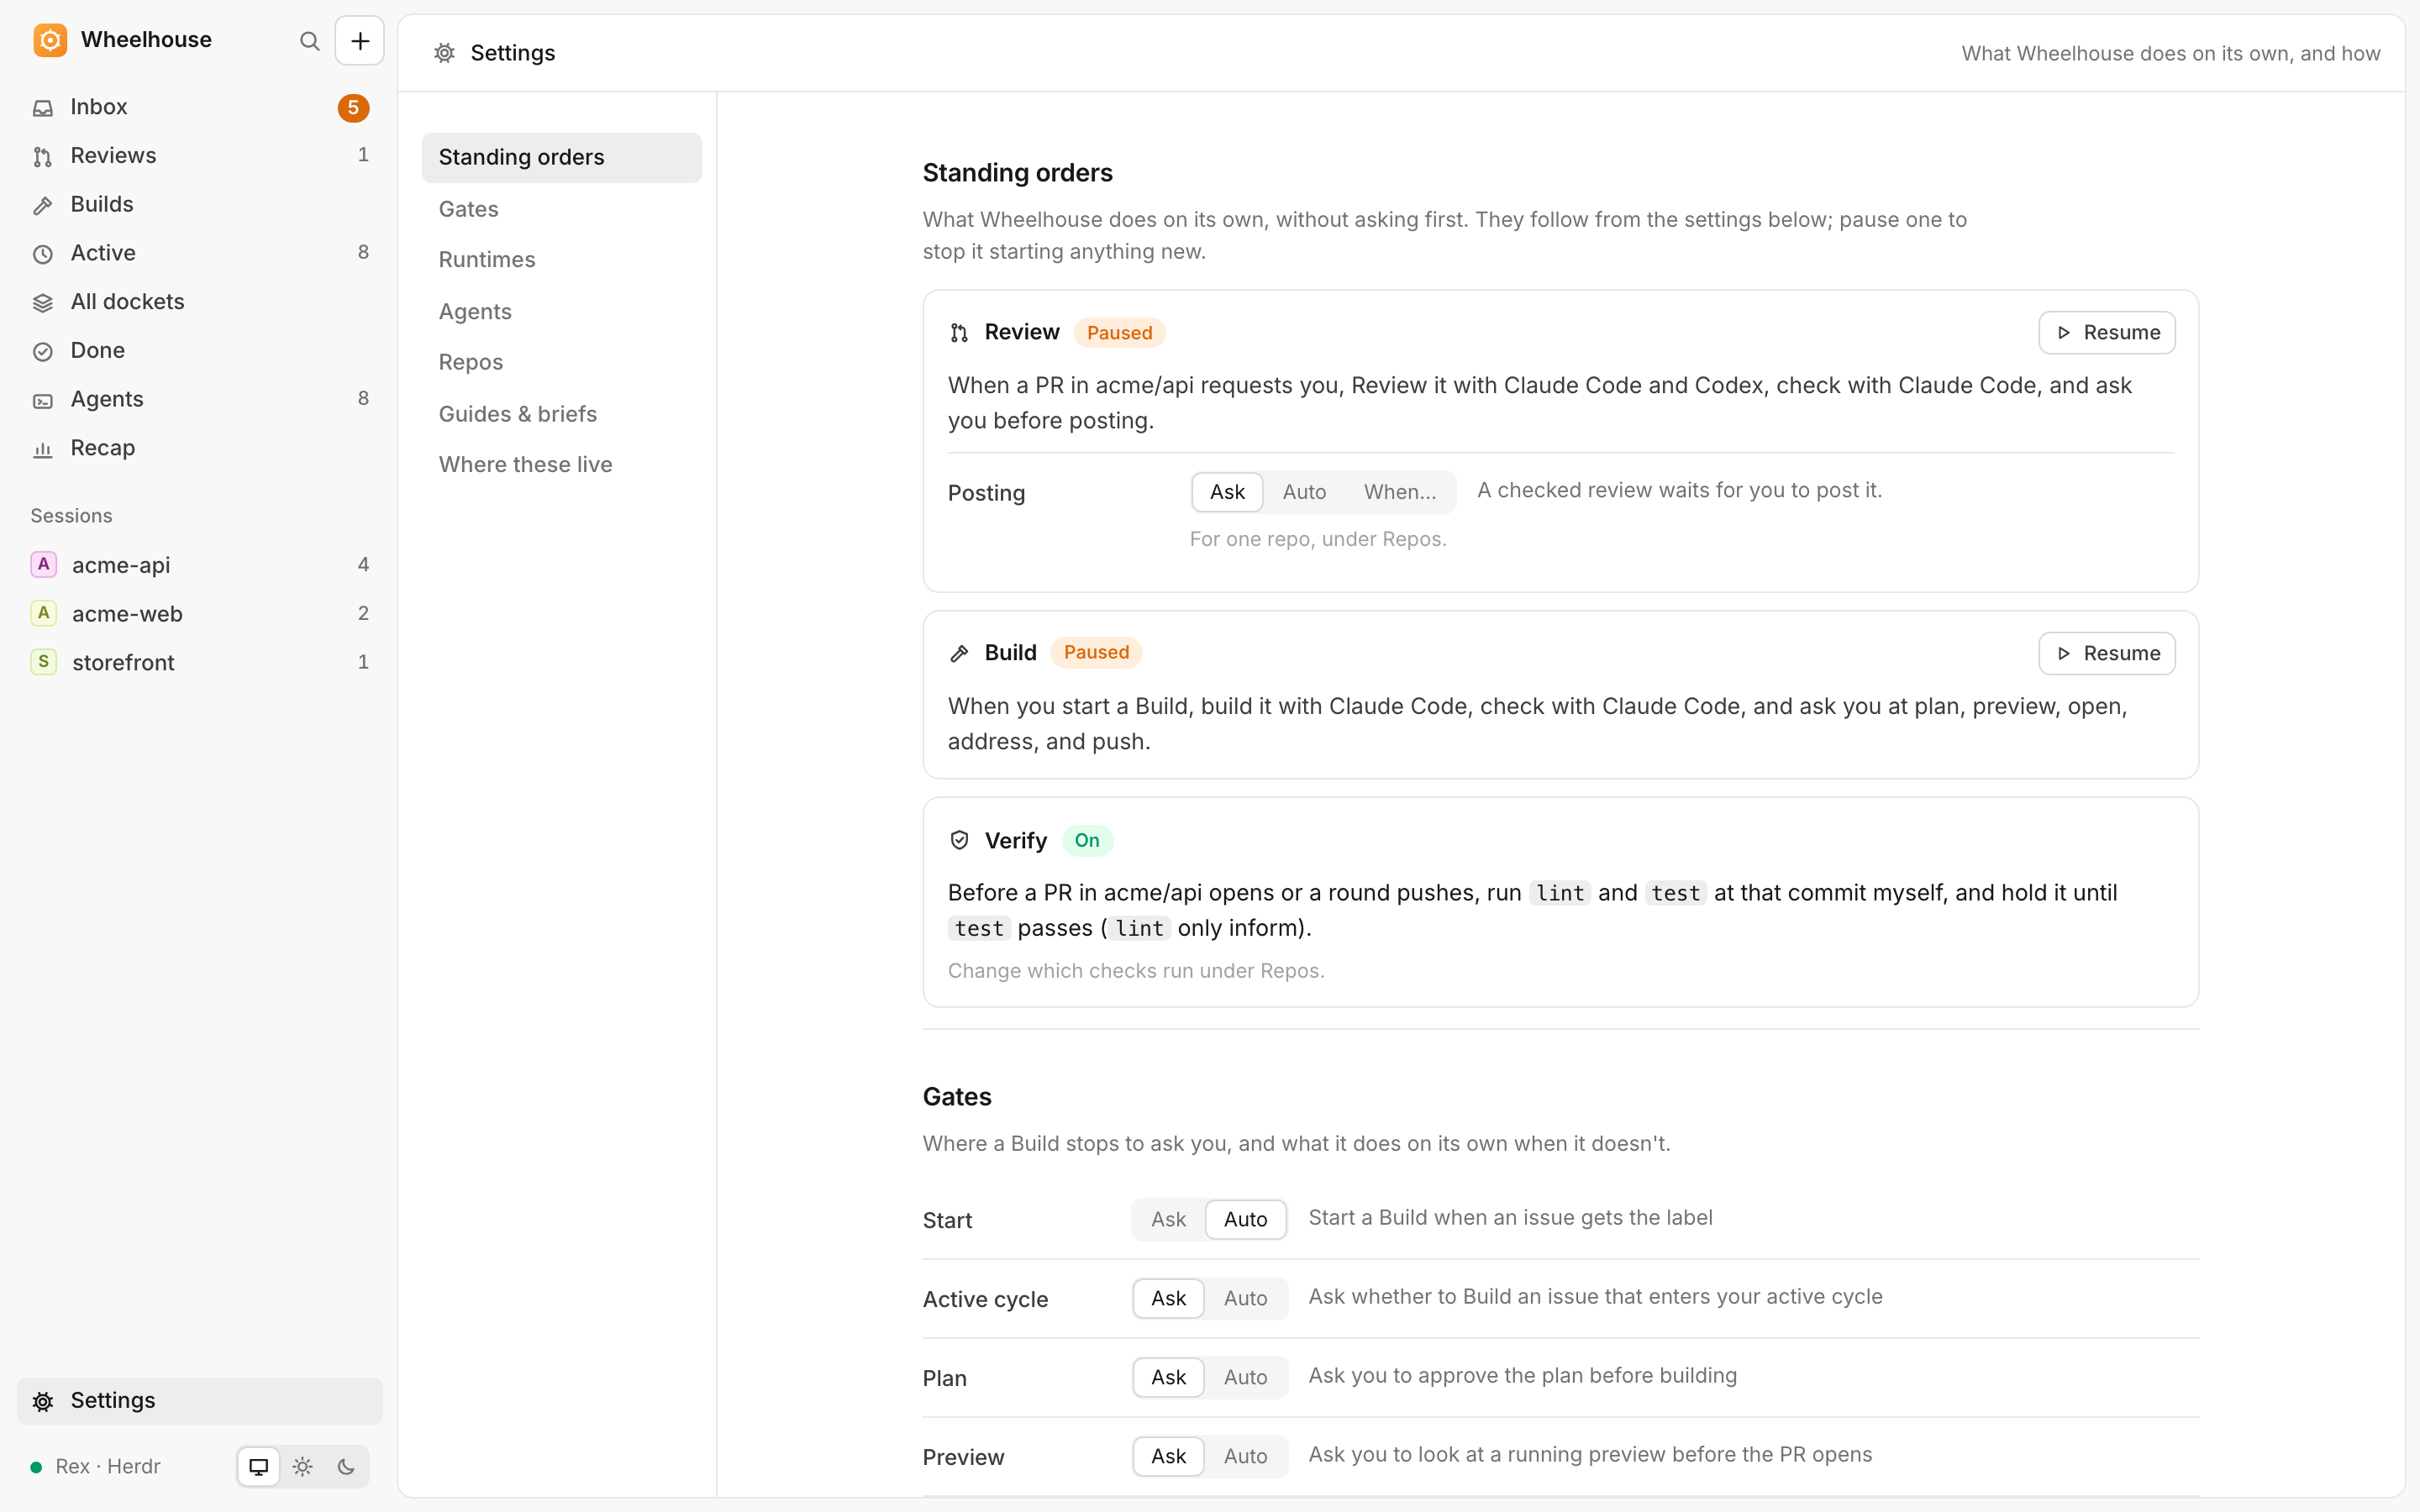 Wheelhouse
Inbox 5
Reviews 1
Builds
Active 8
All dockets
Done
Agents 8
Recap
Sessions
A acme-api 4
A acme-web 2
S storefront 1
Settings
Rex · Herdr
Settings
What Wheelhouse does on its own, and how
Standing orders
Gates
Runtimes
Agents
Repos
Guides & briefs
Where these live
Standing orders
What Wheelhouse does on its own, without asking first. They follow from the settings below; pause one to
stop it starting anything new.
Review Paused Resume
When a PR in acme/api requests you, Review it with Claude Code and Codex, check with Claude Code, and ask
you before posting.
Posting Ask Auto When... A checked review waits for you to post it.
For one repo, under Repos.
Build Paused Resume
When you start a Build, build it with Claude Code, check with Claude Code, and ask you at plan, preview, open,
address, and push.
Verify On
Before a PR in acme/api opens or a round pushes, run lint and test at that commit myself, and hold it until
test passes (lint only inform).
Change which checks run under Repos.
Gates
Where a Build stops to ask you, and what it does on its own when it doesn't.
Start Ask Auto Start a Build when an issue gets the label
Active cycle Ask Auto Ask whether to Build an issue that enters your active cycle
Plan Ask Auto Ask you to approve the plan before building
Preview Ask Auto Ask you to look at a running preview before the PR opens